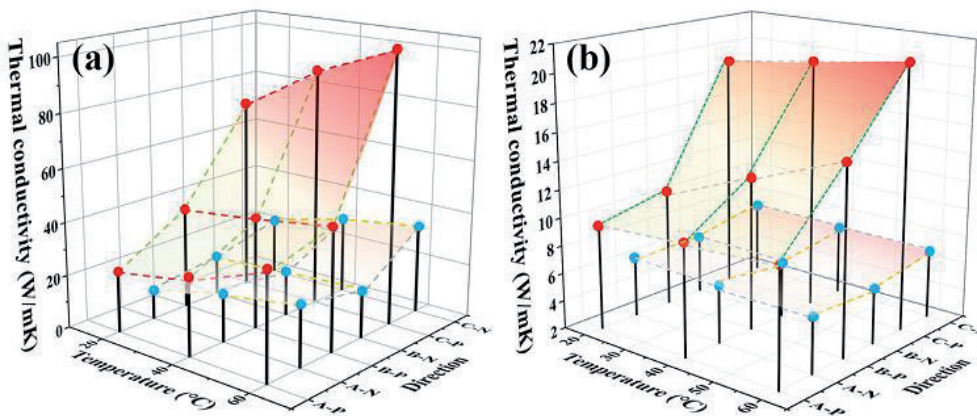 (a)
Thermal conductivity (W/mK)
100
80
60
40
20
0
20
40
60
Temperature (°C)
A-P
A-N
B-P
B-N
C-P
C-N
Direction
(b)
Thermal conductivity (W/mK)
22
20
18
16
14
12
10
8
6
4
2
20
30
40
50
60
Temperature (°C)
A-P
A-N
B-P
B-N
C-P
C-
Direction